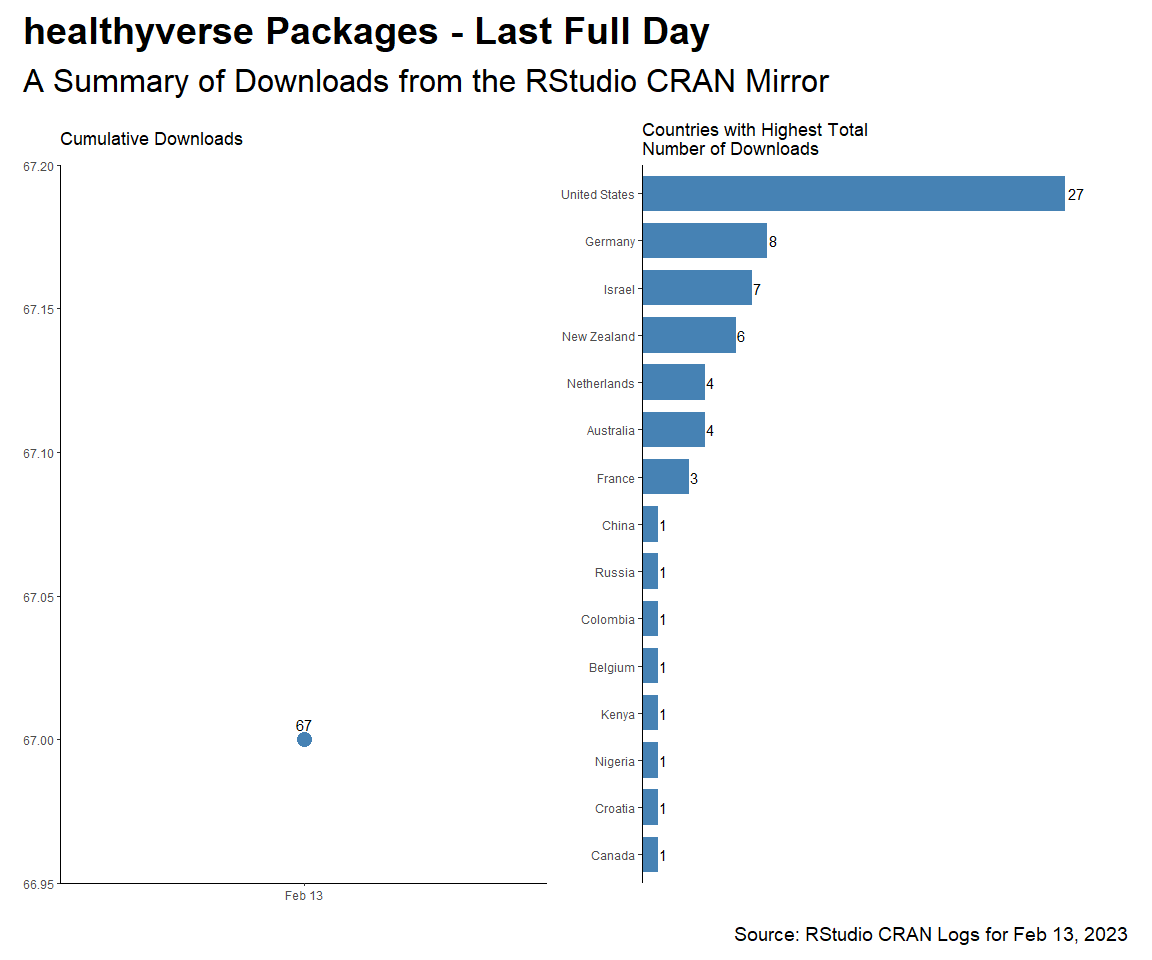 healthyverse Packages - Last Full Day
A Summary of Downloads from the RStudio CRAN Mirror
Cumulative Downloads
67.20
67.15
67.10
67.05
67.00
66.95
67
Feb 13
Countries with Highest Total
Number of Downloads
United States 27
Germany 8
Israel 7
New Zealand 6
Netherlands 4
Australia 4
France 3
China 1
Russia 1
Colombia 1
Belgium 1
Kenya 1
Nigeria 1
Croatia 1
Canada 1
Source: RStudio CRAN Logs for Feb 13, 2023